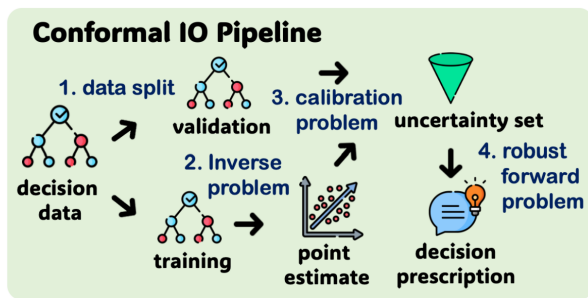 Conformal IO Pipeline
1. data split
validation
3. calibration
problem
uncertainty set
decision
data
2. Inverse
problem
training
point
estimate
4. robust
forward
problem
decision
prescription